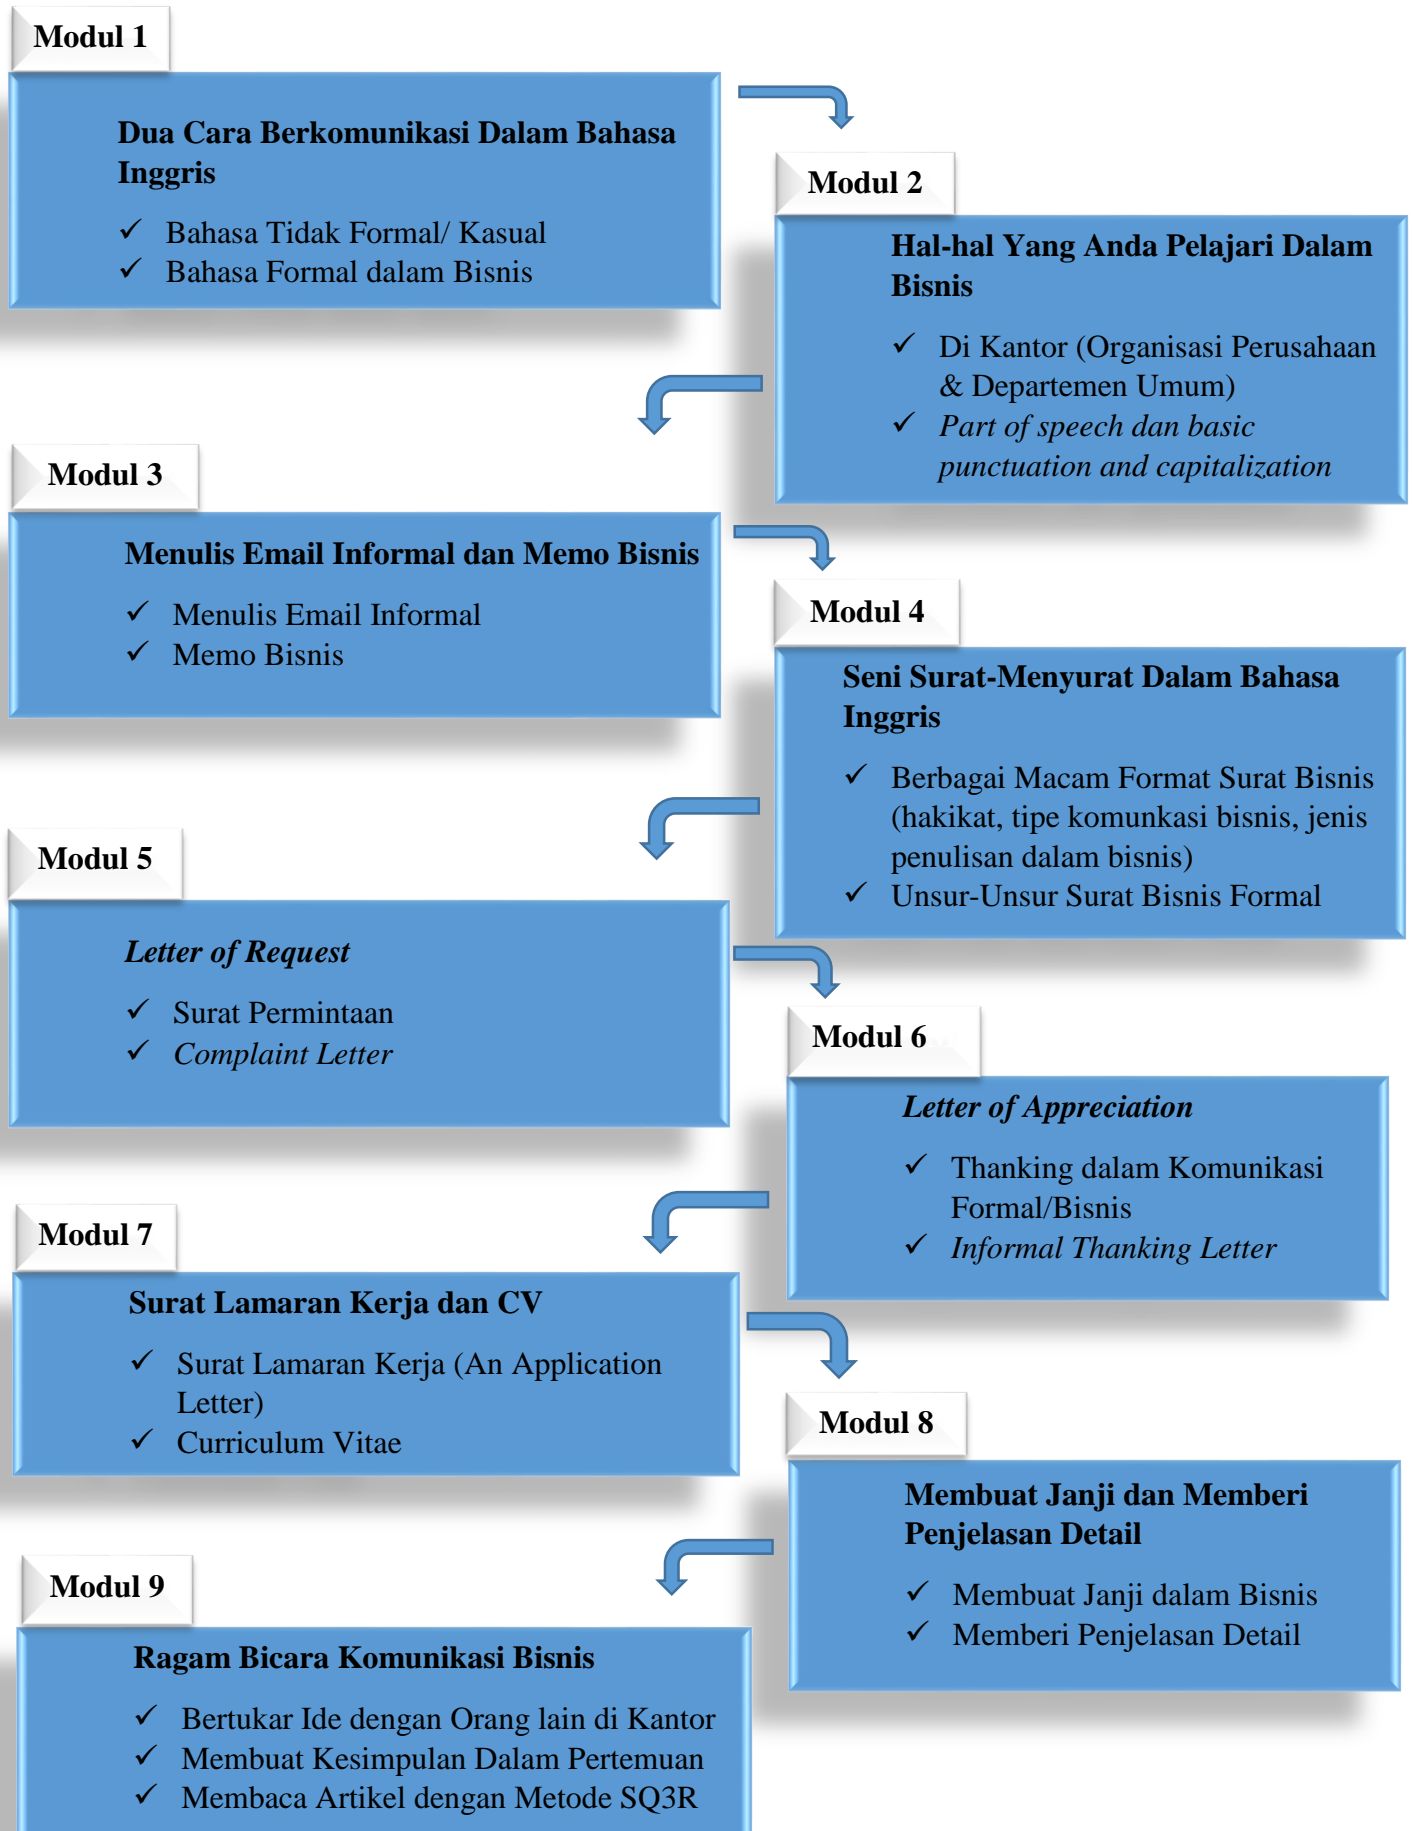 Modul 1
Dua Cara Berkomunikasi Dalam Bahasa
Inggris
✓ Bahasa Tidak Formal/ Kasual
✓ Bahasa Formal dalam Bisnis
Modul 2
Hal-hal Yang Anda Pelajari Dalam
Bisnis
✓ Di Kantor (Organisasi Perusahaan
& Departemen Umum)
✓ Part of speech dan basic
punctuation and capitalization
Modul 3
Menulis Email Informal dan Memo Bisnis
✓ Menulis Email Informal
✓ Memo Bisnis
Modul 4
Seni Surat-Menyurat Dalam Bahasa
Inggris
✓ Berbagai Macam Format Surat Bisnis
(hakikat, tipe komunkasi bisnis, jenis
penulisan dalam bisnis)
✓ Unsur-Unsur Surat Bisnis Formal
Modul 5
Letter of Request
✓ Surat Permintaan
✓ Complaint Letter
Modul 6
Letter of Appreciation
✓ Thanking dalam Komunikasi
Formal/Bisnis
✓ Informal Thanking Letter
Modul 7
Surat Lamaran Kerja dan CV
✓ Surat Lamaran Kerja (An Application
Letter)
✓ Curriculum Vitae
Modul 8
Membuat Janji dan Memberi
Penjelasan Detail
✓ Membuat Janji dalam Bisnis
✓ Memberi Penjelasan Detail
Modul 9
Ragam Bicara Komunikasi Bisnis
✓ Bertukar Ide dengan Orang lain di Kantor
✓ Membuat Kesimpulan Dalam Pertemuan
✓ Membaca Artikel dengan Metode SQ3R